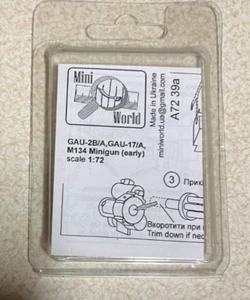 Mini
World
Made in Ukraine
miniworld.ua@gmail.com
A72 39a
GAU-2B/A,GAU-17/A,
M134 Minigun (early)
scale 1:72
3
Прика
Вкоротити при н
Trim down if nec